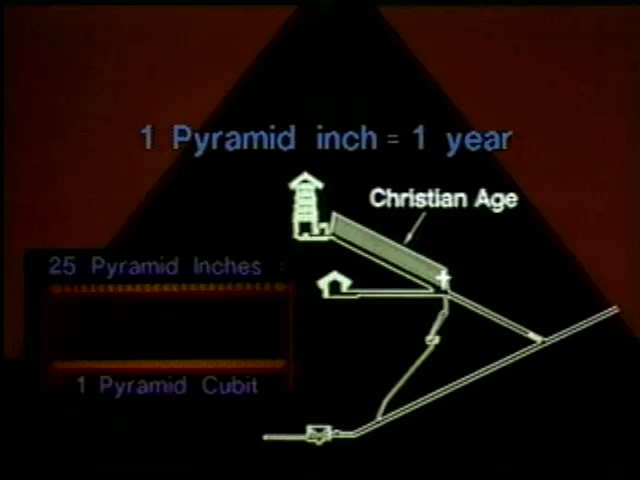 1 Pyramid inch = 1 year
Christian Age
25 Pyramid Inches =
1 Pyramid Cubit